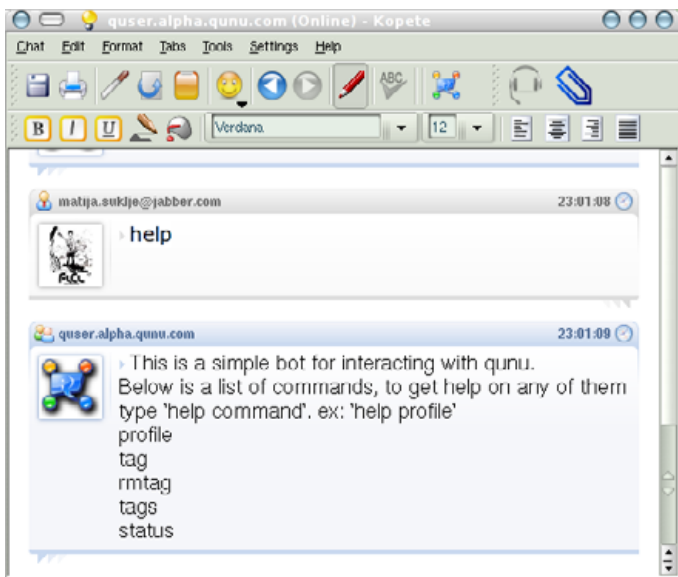 quser.alpha.qunu.com (Online) - Kopete
Chat Edit Format Tabs Tools Settings Help
ABC
B I U Verdana 12
matija.suklje@jabber.com 23:01:08
help
FLCL
quser.alpha.qunu.com 23:01:09
This is a simple bot for interacting with qunu.
Below is a list of commands, to get help on any of them
type 'help command'. ex: 'help profile'
profile
tag
rmtag
tags
status